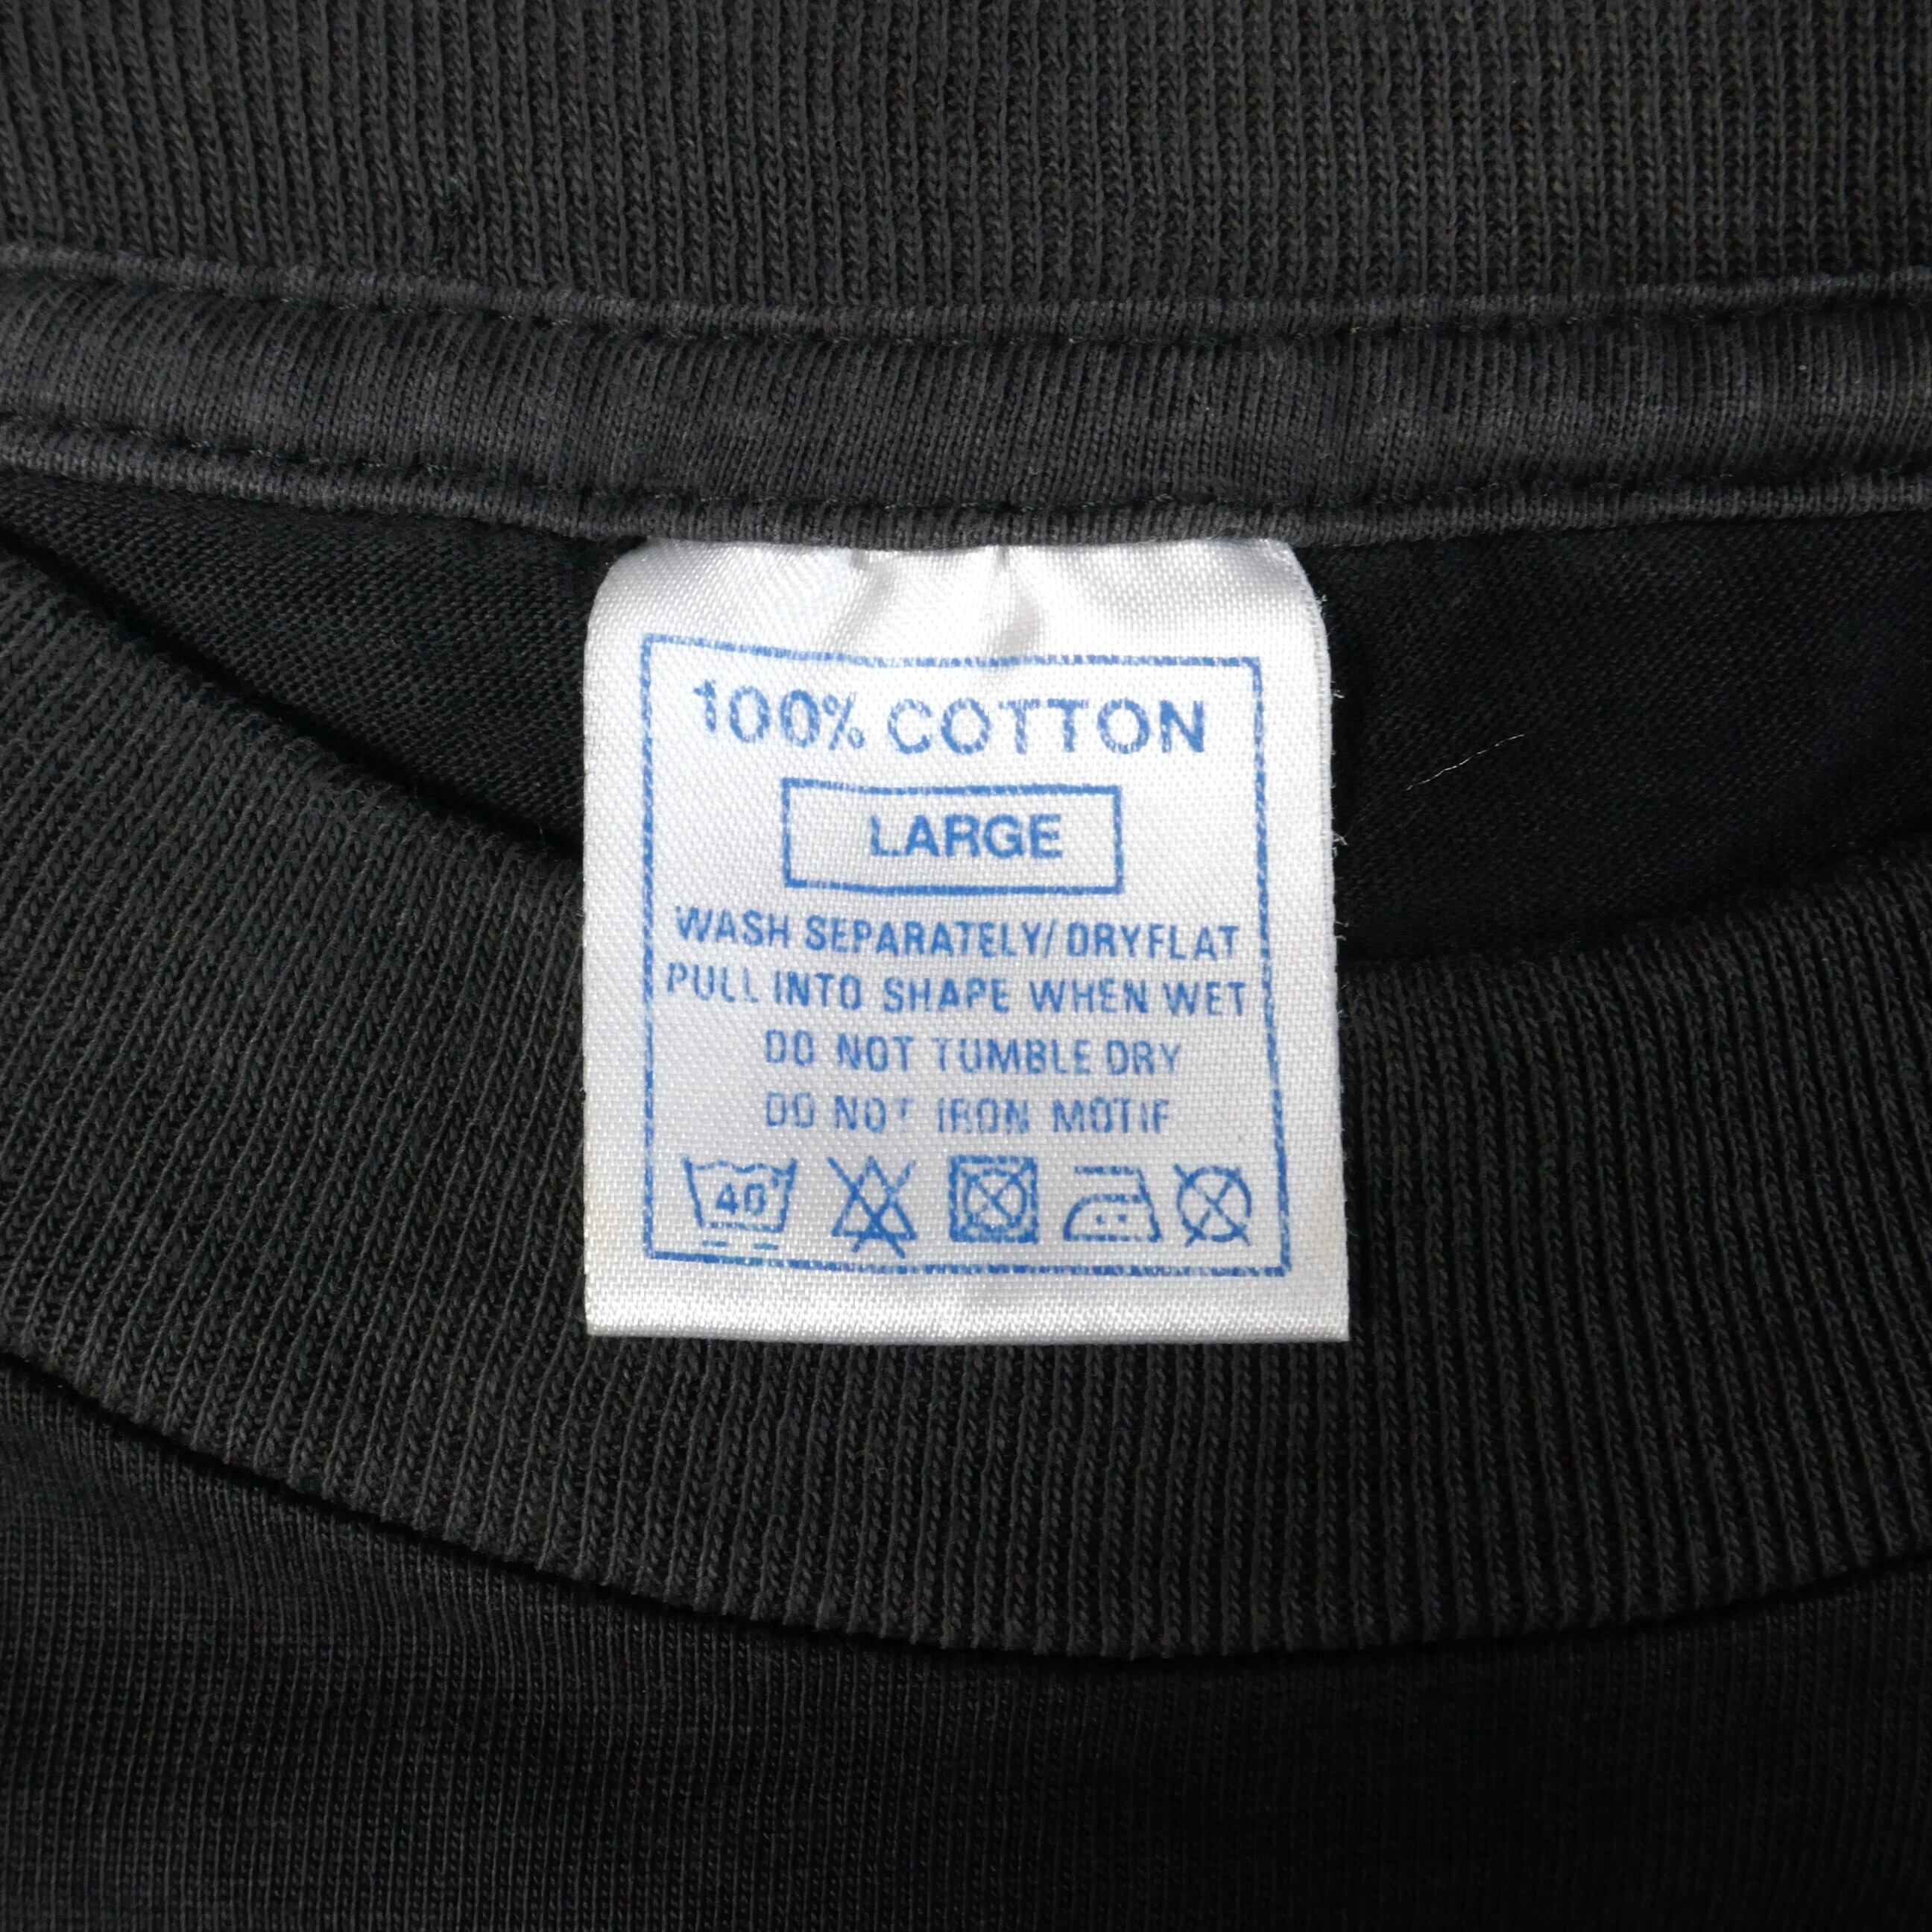 100% COTTON
LARGE
WASH SEPARATELY/DRYFLAT
PULL INTO SHAPE WHEN WET
DO NOT TUMBLE DRY
DO NOT IRON MOTIF
40°